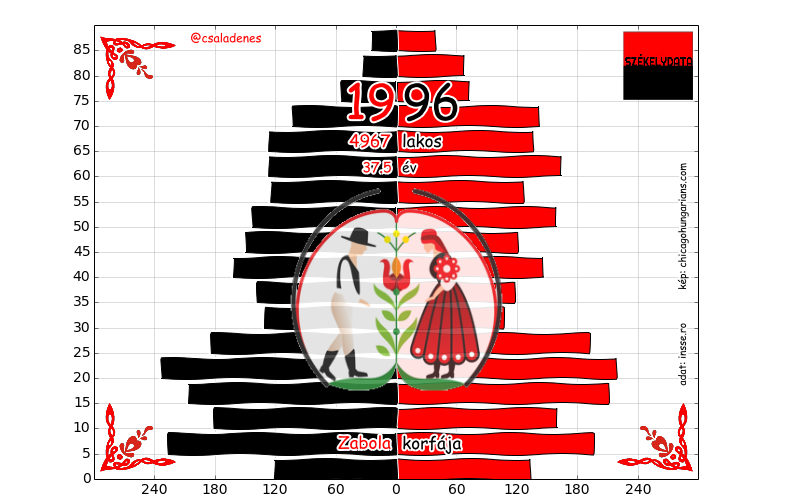 @csaladenes
SZÉKELYDATA
1996
4967 lakos
37.5 év
kép: chicagohungarians.com
adat: insse.ro
Zabola korfája
85
80
75
70
65
60
55
50
45
40
35
30
25
20
15
10
5
0
240 180 120 60 0 60 120 180 240